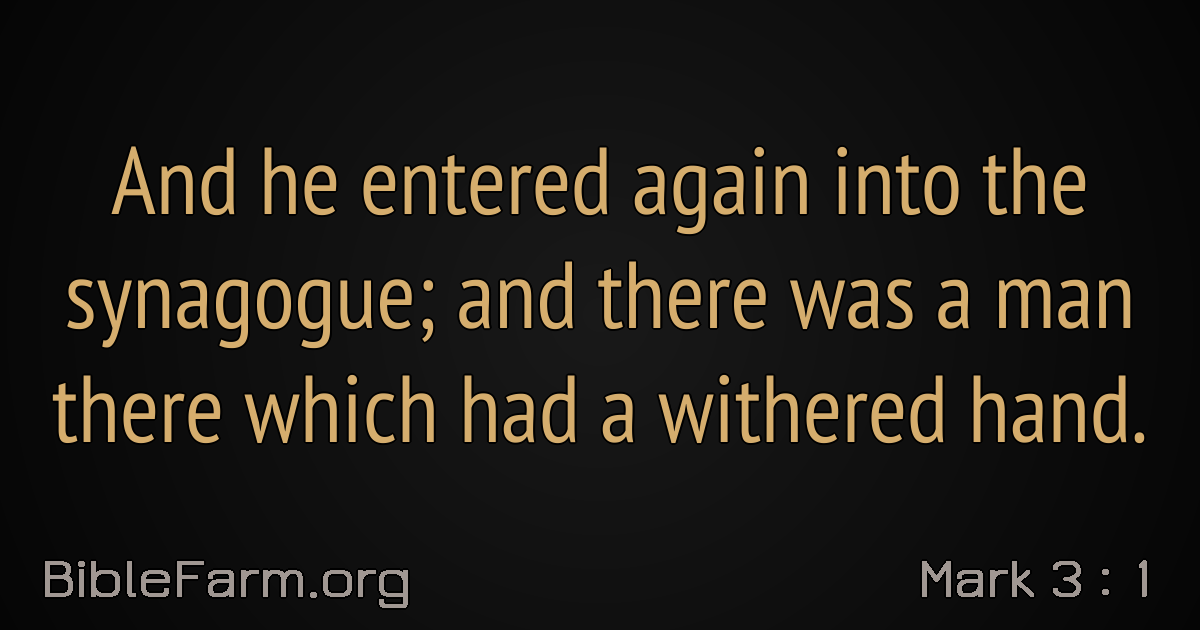 And he entered again into the
synagogue; and there was a man
there which had a withered hand.
BibleFarm.org
Mark 3 : 1